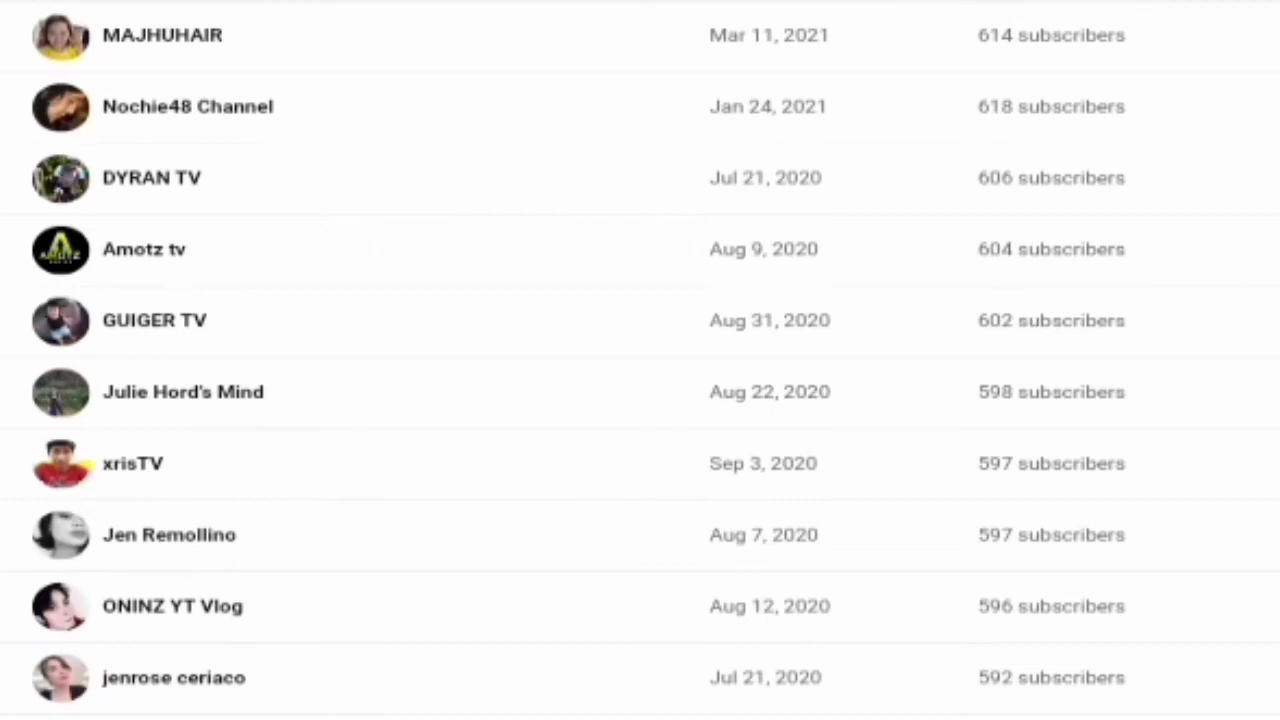 MAJHUHAIR Mar 11, 2021 614 subscribers
Nochie48 Channel Jan 24, 2021 618 subscribers
DYRAN TV Jul 21, 2020 606 subscribers
Amotz tv Aug 9, 2020 604 subscribers
GUIGER TV Aug 31, 2020 602 subscribers
Julie Hord's Mind Aug 22, 2020 598 subscribers
xrisTV Sep 3, 2020 597 subscribers
Jen Remollino Aug 7, 2020 597 subscribers
ONINZ YT Vlog Aug 12, 2020 596 subscribers
jenrose ceriaco Jul 21, 2020 592 subscribers